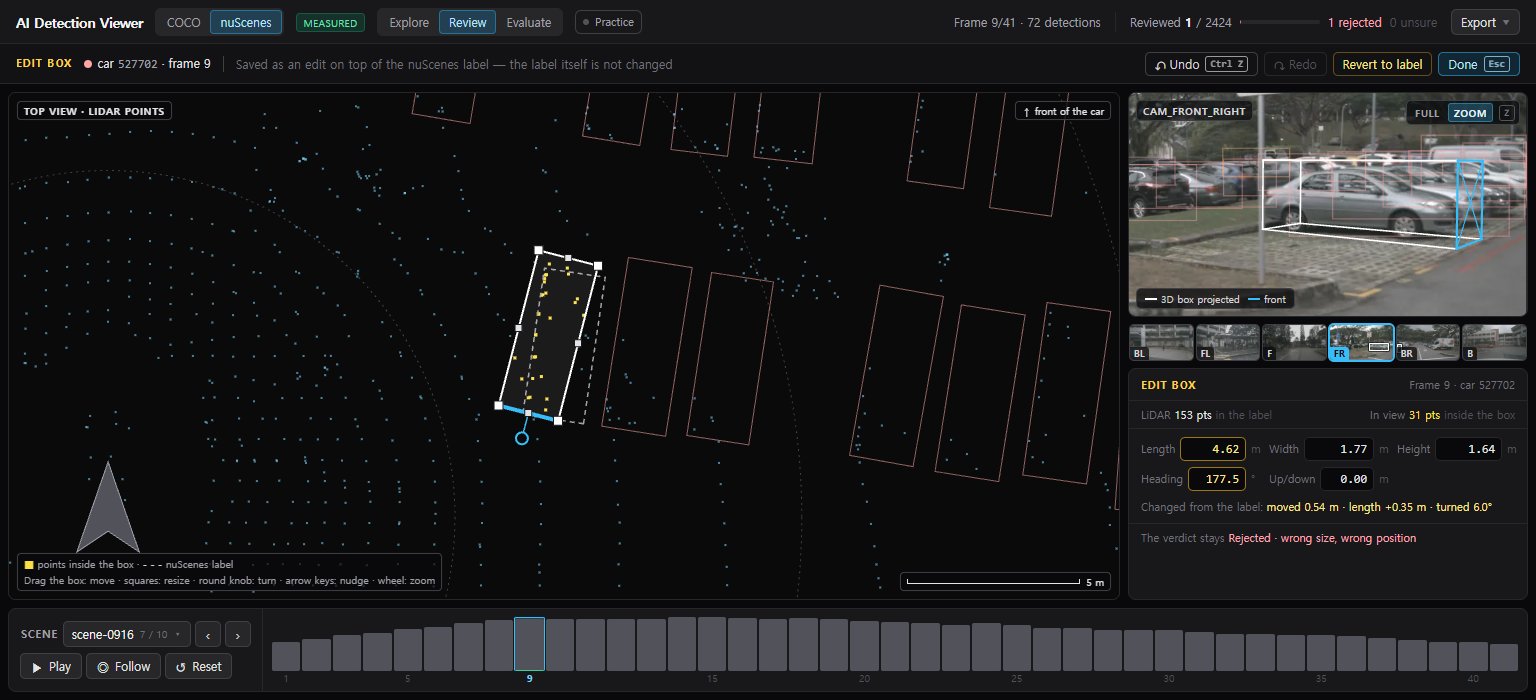 AI Detection Viewer COCO nuScenes MEASURED Explore Review Evaluate Practice Frame 9/41 · 72 detections Reviewed 1 / 2424 1 rejected 0 unsure Export
EDIT BOX car 527702 · frame 9 Saved as an edit on top of the nuScenes label — the label itself is not changed Undo Ctrl Z Redo Revert to label Done Esc
TOP VIEW · LIDAR POINTS
↑ front of the car
CAM_FRONT_RIGHT
FULL ZOOM Z
3D box projected front
BL FL F FR BR B
EDIT BOX Frame 9 · car 527702
LiDAR 153 pts in the label In view 31 pts inside the box
Length 4.62 m Width 1.77 m Height 1.64 m
Heading 177.5 ° Up/down 0.00 m
Changed from the label: moved 0.54 m · length +0.35 m · turned 6.0°
The verdict stays Rejected · wrong size, wrong position
points inside the box · - - - nuScenes label
Drag the box: move · squares: resize · round knob: turn · arrow keys: nudge · wheel: zoom
5 m
SCENE scene-0916 7 / 10 ‹ ›
Play Follow Reset
1 5 9 15 20 25 30 35 40